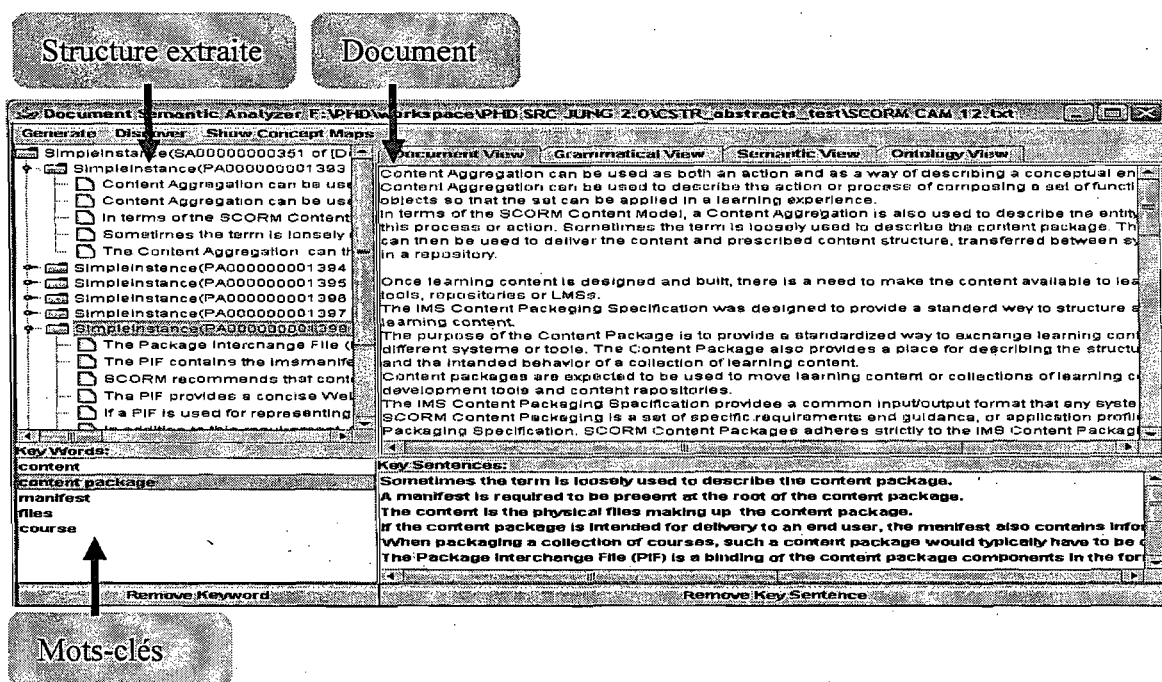 Structure extraite
Document
Document Semantic Analyzer F:\PHD\workspace\PHD SRC JUNG 2.0\CSTR_abstracts_test\SCORM CAM 12.txt
Generate Discover Show Concept Maps
SimpleInstance(SA00000000351 of [Di
SimpleInstance(PA000000001393
Content Aggregation can be use
Content Aggregation can be use
In terms of the SCORM Content
Sometimes the term is loosely
The Content Aggregation can th
SimpleInstance(PA000000001394
SimpleInstance(PA000000001395
SimpleInstance(PA000000001396
SimpleInstance(PA000000001397
SimpleInstance(PA000000001398
The Package Interchange File (
The PIF contains the imsmanife
SCORM recommends that cont
The PIF provides a concise Web
If a PIF is used for representing
In addition to this requirement
Document View Grammatical View Semantic View Ontology View
Content Aggregation can be used as both an action and as a way of describing a conceptual en
Content Aggregation can be used to describe the action or process of composing a set of functi
objects so that the set can be applied in a learning experience.
In terms of the SCORM Content Model, a Content Aggregation is also used to describe the entity
this process or action. Sometimes the term is loosely used to describe the content package. Th
can then be used to deliver the content and prescribed content structure, transferred between sy
in a repository.
Once learning content is designed and built, there is a need to make the content available to lea
tools, repositories or LMSs.
The IMS Content Packaging Specification was designed to provide a standard way to structure a
learning content.
The purpose of the Content Package is to provide a standardized way to exchange learning cont
different systems or tools. The Content Package also provides a place for describing the structu
and the intended behavior of a collection of learning content.
Content packages are expected to be used to move learning content or collections of learning c
development tools and content repositories.
The IMS Content Packaging Specification provides a common input/output format that any syste
SCORM Content Packaging is a set of specific requirements and guidance, or application profil
Packaging Specification. SCORM Content Packages adheres strictly to the IMS Content Packagi
Key Words:
content
content package
manifest
files
course
Key Sentences:
Sometimes the term is loosely used to describe the content package.
A manifest is required to be present at the root of the content package.
The content is the physical files making up the content package.
If the content package is intended for delivery to an end user, the manifest also contains infor
When packaging a collection of courses, such a content package would typically have to be
The Package Interchange File (PIF) is a binding of the content package components in the for
Remove Keyword
Remove Key Sentence
Mots-clés